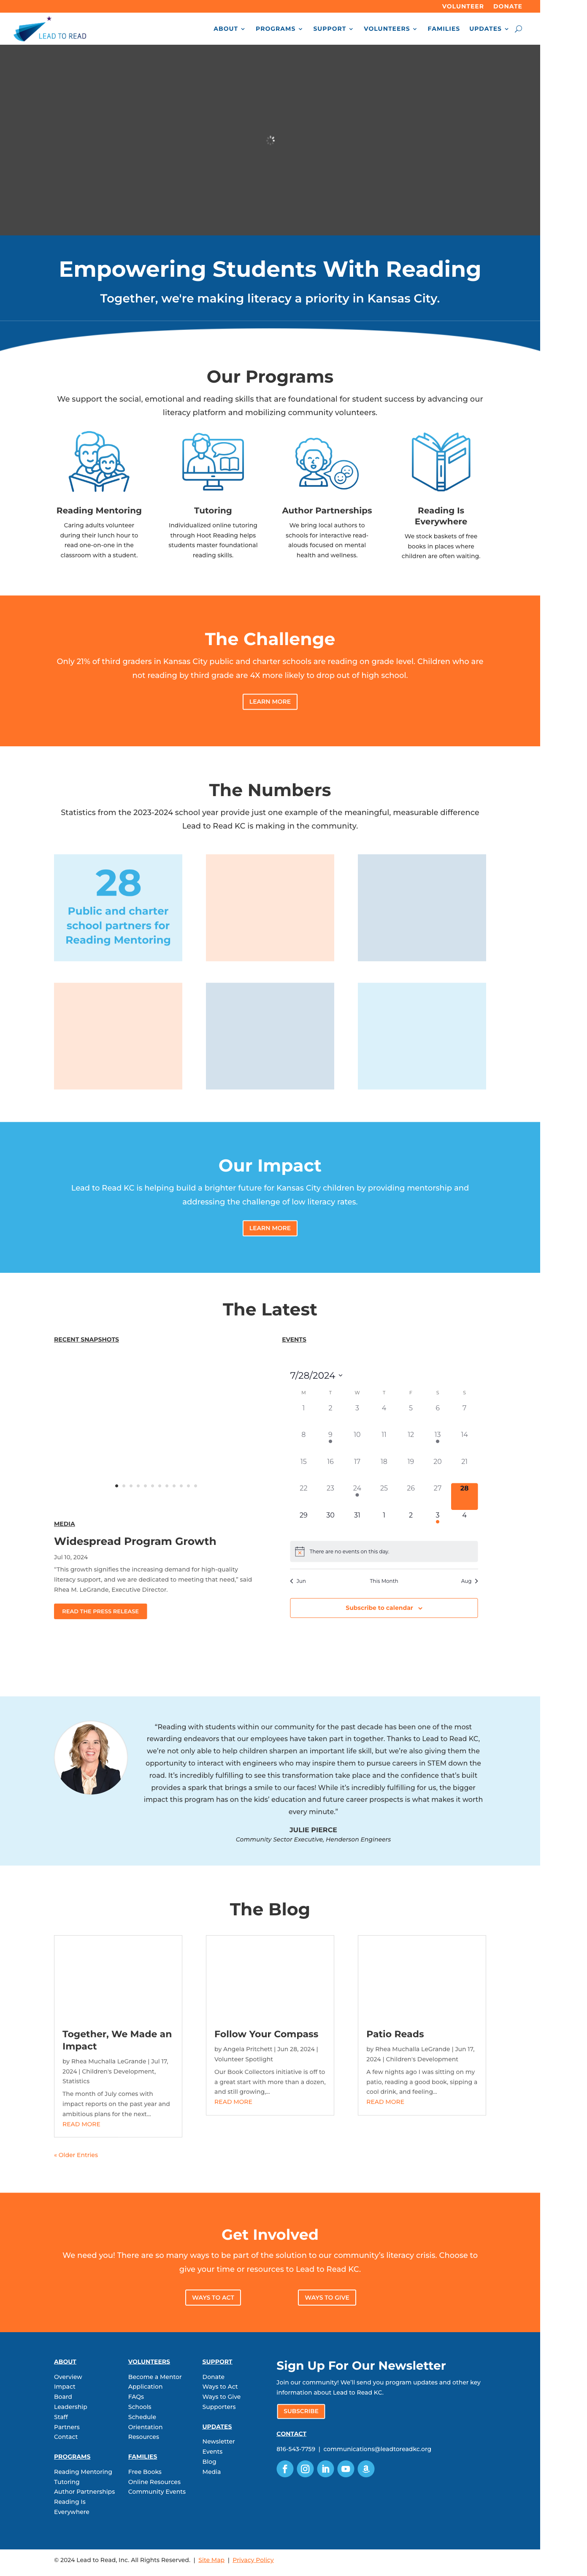 VOLUNTEER DONATE
LEAD TO READ
ABOUT PROGRAMS SUPPORT VOLUNTEERS FAMILIES UPDATES
Empowering Students With Reading
Together, we're making literacy a priority in Kansas City.
Our Programs
We support the social, emotional and reading skills that are foundational for student success by advancing our
literacy platform and mobilizing community volunteers.
Reading Mentoring
Caring adults volunteer
during their lunch hour to
read one-on-one in the
classroom with a student.
Tutoring
Individualized online tutoring
through Hoot Reading helps
students master foundational
reading skills.
Author Partnerships
We bring local authors to
schools for interactive read-
alouds focused on mental
health and wellness.
Reading Is
Everywhere
We stock baskets of free
books in places where
children are often waiting.
The Challenge
Only 21% of third graders in Kansas City public and charter schools are reading on grade level. Children who are
not reading by third grade are 4X more likely to drop out of high school.
LEARN MORE
The Numbers
Statistics from the 2023-2024 school year provide just one example of the meaningful, measurable difference
Lead to Read KC is making in the community.
28
Public and charter
school partners for
Reading Mentoring
Our Impact
Lead to Read KC is helping build a brighter future for Kansas City children by providing mentorship and
addressing the challenge of low literacy rates.
LEARN MORE
The Latest
RECENT SNAPSHOTS
MEDIA
Widespread Program Growth
Jul 10, 2024
"This growth signifies the increasing demand for high-quality
literacy support, and we are dedicated to meeting that need," said
Rhea M. LeGrande, Executive Director.
READ THE PRESS RELEASE
EVENTS
7/28/2024
M T W T F S S
1 2 3 4 5 6 7
8 9 10 11 12 13 14
15 16 17 18 19 20 21
22 23 24 25 26 27 28
29 30 31 1 2 3 4
There are no events on this day.
Jun This Month Aug
Subscribe to calendar
“Reading with students within our community for the past decade has been one of the most
rewarding endeavors that our employees have taken part in together. Thanks to Lead to Read KC,
we’re not only able to help children sharpen an important life skill, but we’re also giving them the
opportunity to interact with engineers who may inspire them to pursue careers in STEM down the
road. It’s incredibly fulfilling to see this transformation take place and the confidence that’s built
provides a spark that brings a smile to our faces! While it’s incredibly fulfilling for us, the bigger
impact this program has on the kids’ education and future career prospects is what makes it worth
every minute.”
JULIE PIERCE
Community Sector Executive, Henderson Engineers
The Blog
Together, We Made an
Impact
by Rhea Muchalla LeGrande | Jul 17,
2024 | Children's Development,
Statistics
The month of July comes with
impact reports on the past year and
ambitious plans for the next...
READ MORE
Follow Your Compass
by Angela Pritchett | Jun 28, 2024 |
Volunteer Spotlight
Our Book Collectors initiative is off to
a great start with more than a dozen,
and still growing,...
READ MORE
Patio Reads
by Rhea Muchalla LeGrande | Jun 17,
2024 | Children's Development
A few nights ago I was sitting on my
patio, reading a good book, sipping a
cool drink, and feeling...
READ MORE
« Older Entries
Get Involved
We need you! There are so many ways to be part of the solution to our community’s literacy crisis. Choose to
give your time or resources to Lead to Read KC.
WAYS TO ACT WAYS TO GIVE
ABOUT
Overview
Impact
Board
Leadership
Staff
Partners
Contact
PROGRAMS
Reading Mentoring
Tutoring
Author Partnerships
Reading Is
Everywhere
VOLUNTEERS
Become a Mentor
Application
FAQs
Schools
Schedule
Orientation
Resources
FAMILIES
Free Books
Online Resources
Community Events
SUPPORT
Donate
Ways to Act
Ways to Give
Supporters
UPDATES
Newsletter
Events
Blog
Media
Sign Up For Our Newsletter
Join our community! We’ll send you program updates and other key
information about Lead to Read KC.
SUBSCRIBE
CONTACT
816-543-7759 | communications@leadtoreadkc.org
© 2024 Lead to Read, Inc. All Rights Reserved. | Site Map | Privacy Policy